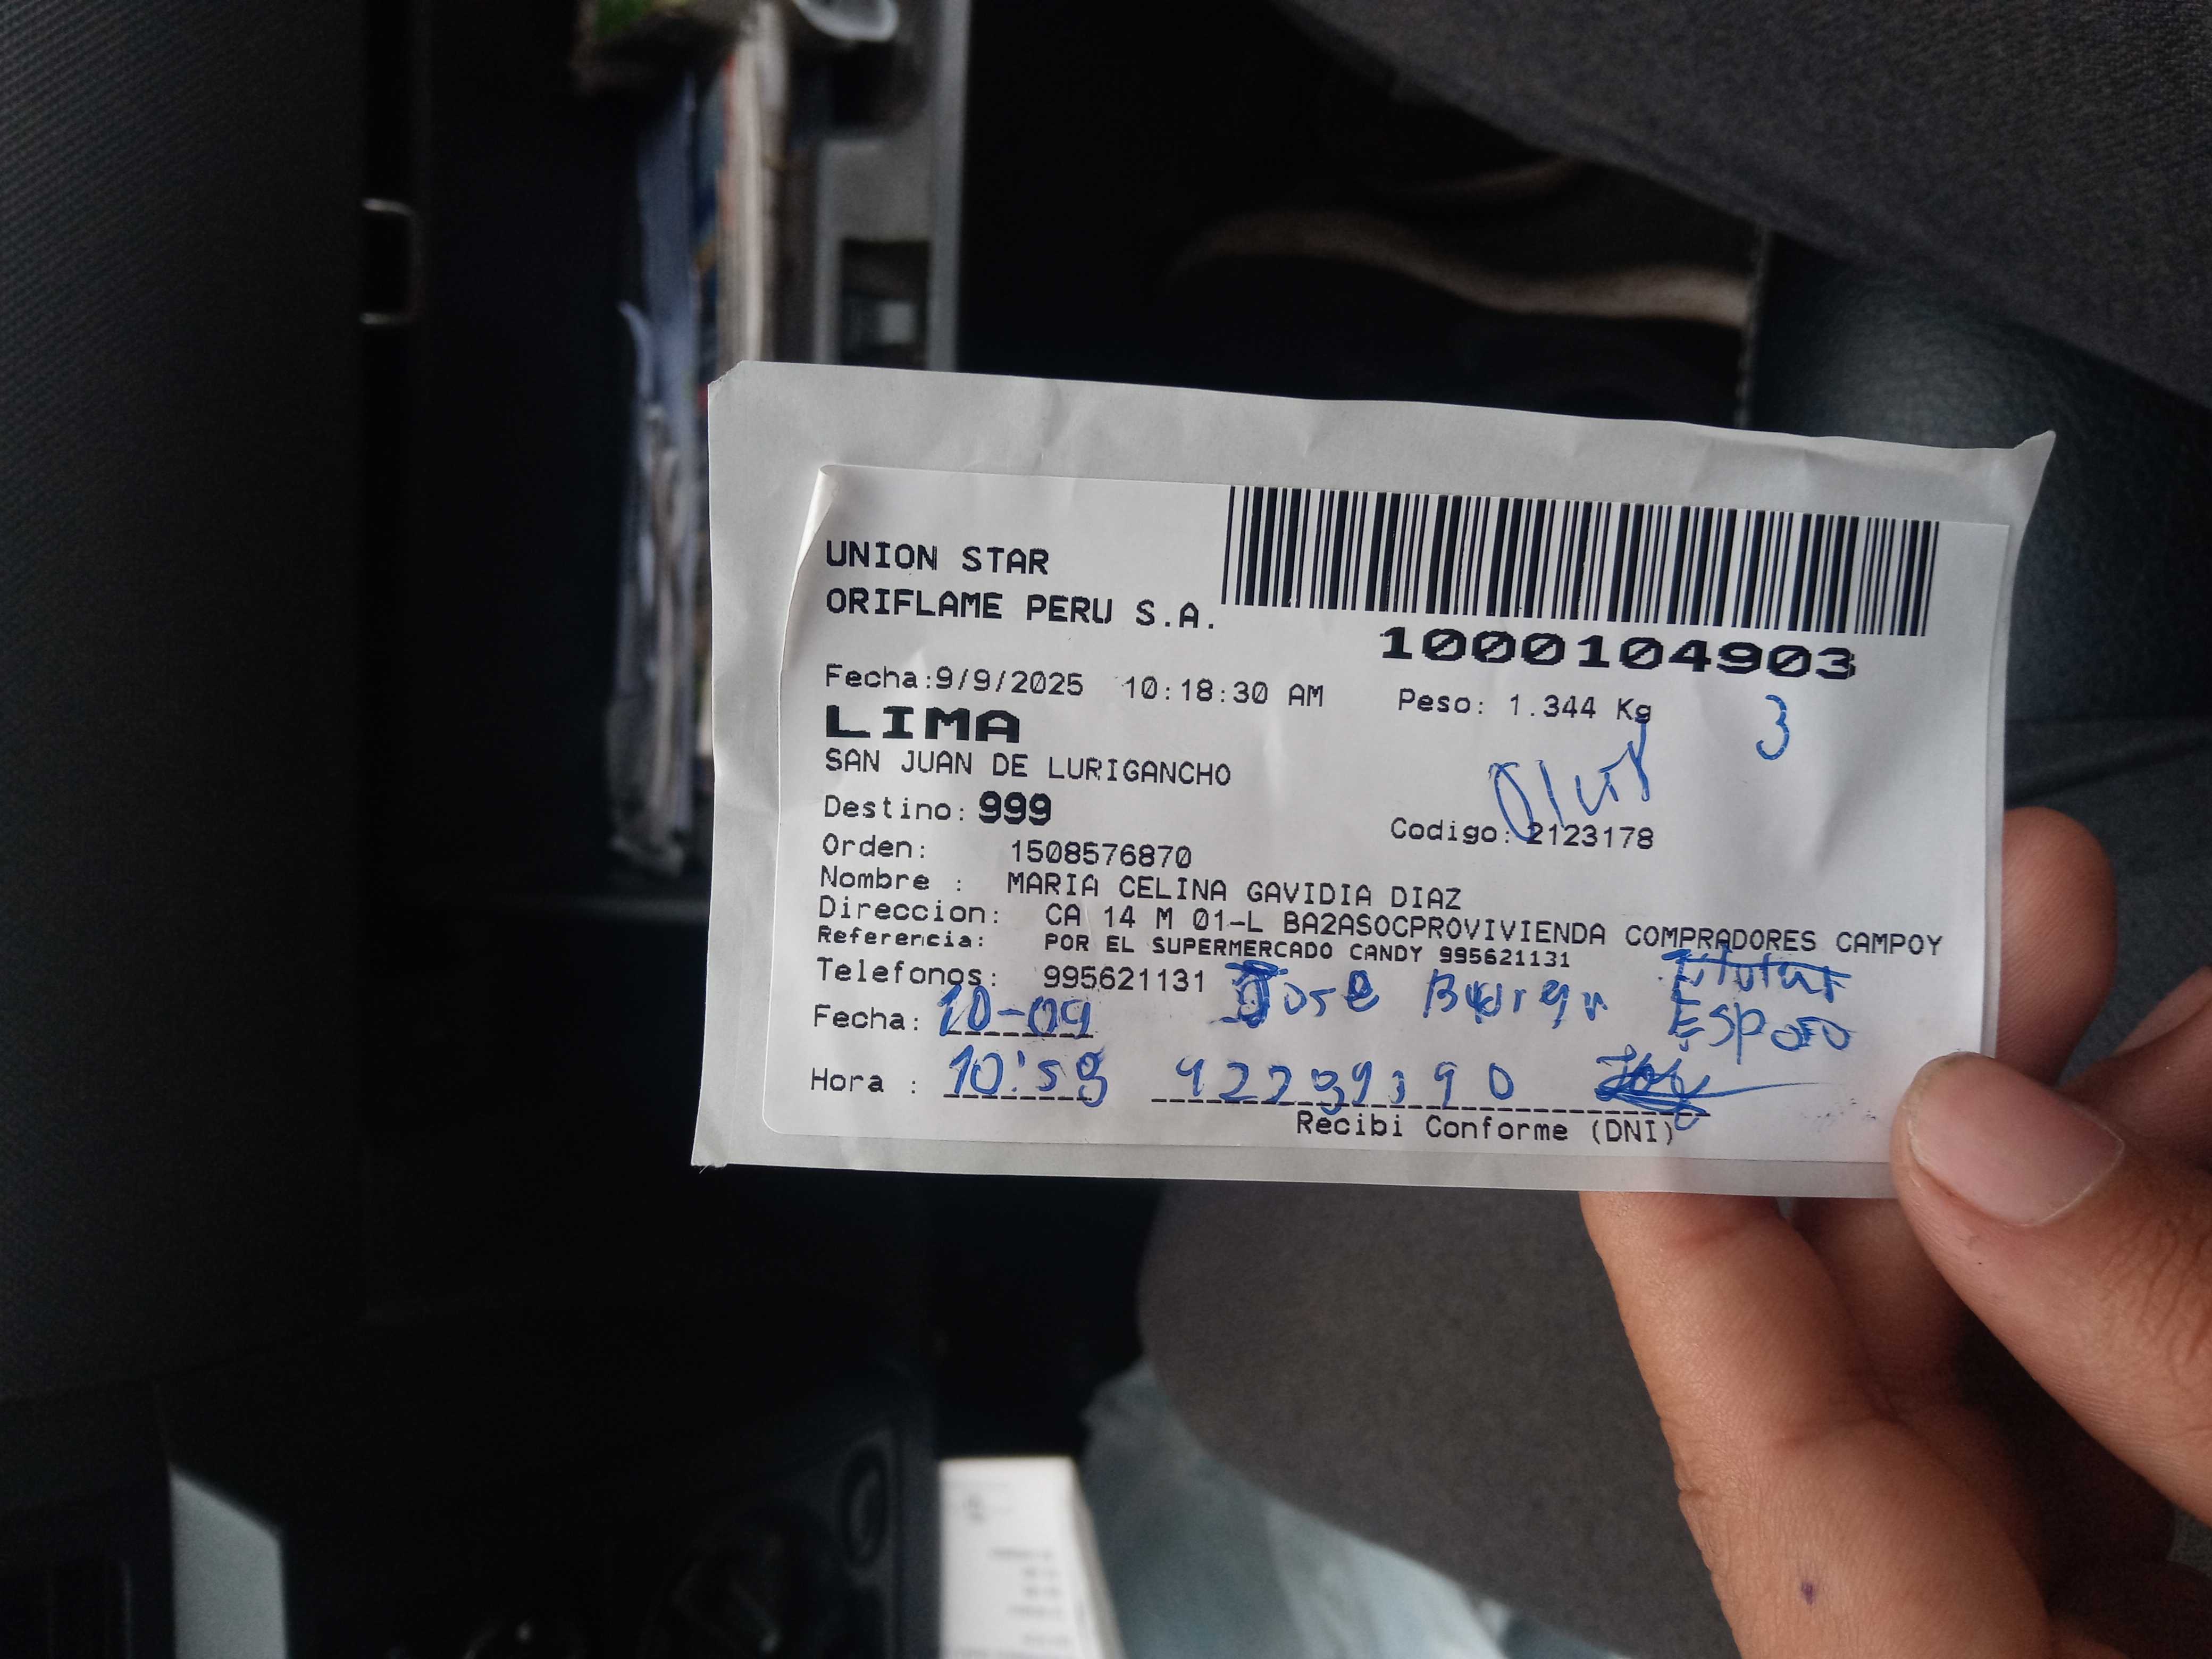 UNION STAR
ORIFLAME PERU S.A.
1000104903
Fecha:9/9/2025 10:18:30 AM Peso: 1.344 Kg 3
LIMA
SAN JUAN DE LURIGANCHO
Destino: 999
Codigo: 2123178
Orden: 1508576870
Nombre : MARIA CELINA GAVIDIA DIAZ
Direccion: CA 14 M 01-L BA2ASOCPROVIVIENDA COMPRADORES CAMPOY
Referencia: POR EL SUPERMERCADO CANDY 995621131
Telefonos: 995621131 Jose Titular
Fecha: 10-09 Esposo
Hora : 10:58
Recibi Conforme (DNI)